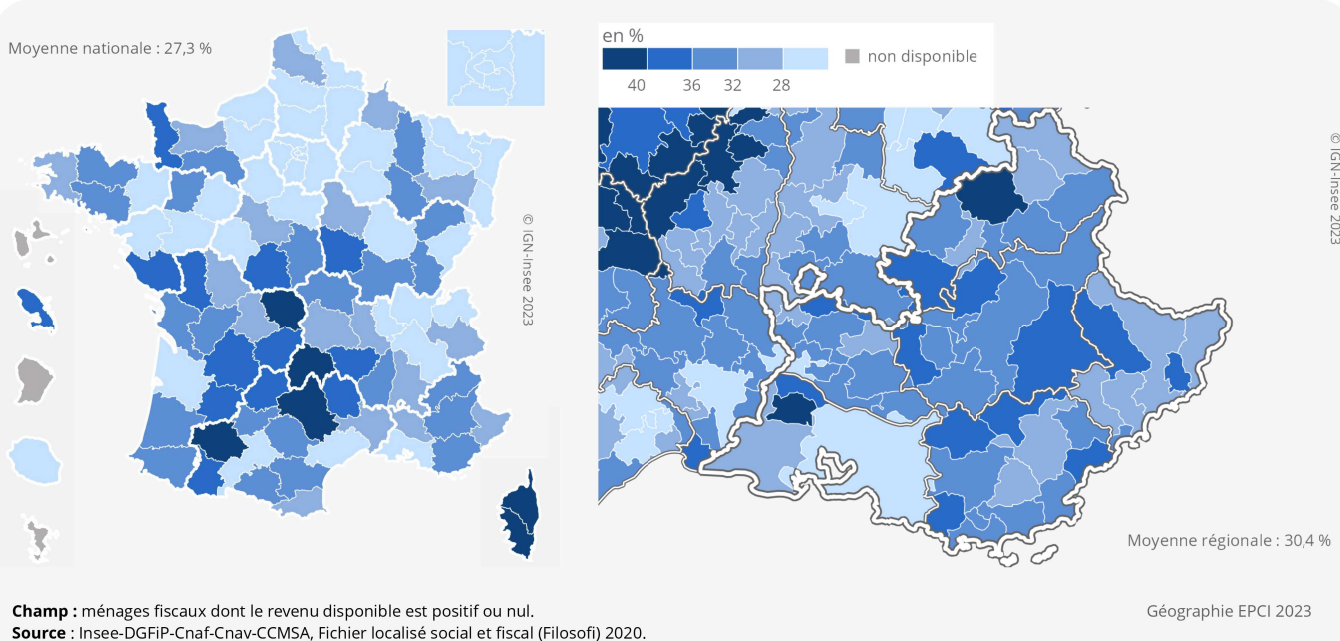 Moyenne nationale : 27,3 %
© IGN-Insee 2023
en %
40 36 32 28
non disponible
© IGN-Insee 2023
Moyenne régionale : 30,4 %
Champ : ménages fiscaux dont le revenu disponible est positif ou nul.
Géographie EPCI 2023
Source : Insee-DGFiP-Cnaf-Cnav-CCMSA, Fichier localisé social et fiscal (Filosofi) 2020.